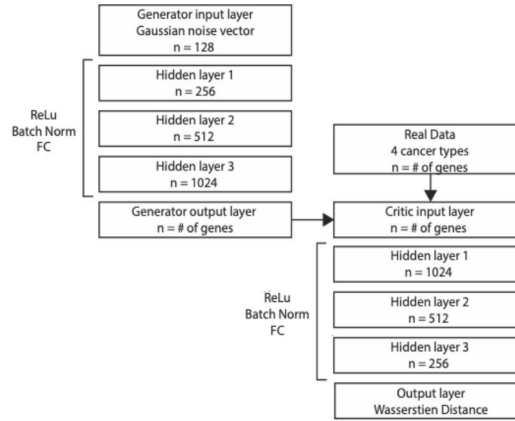 Generator input layer
Gaussian noise vector
n = 128
ReLu
Batch Norm
FC
Hidden layer 1
n = 256
Hidden layer 2
n = 512
Hidden layer 3
n = 1024
Generator output layer
n = # of genes
Real Data
4 cancer types
n = # of genes
Critic input layer
n = # of genes
ReLu
Batch Norm
FC
Hidden layer 1
n = 1024
Hidden layer 2
n = 512
Hidden layer 3
n = 256
Output layer
Wasserstien Distance